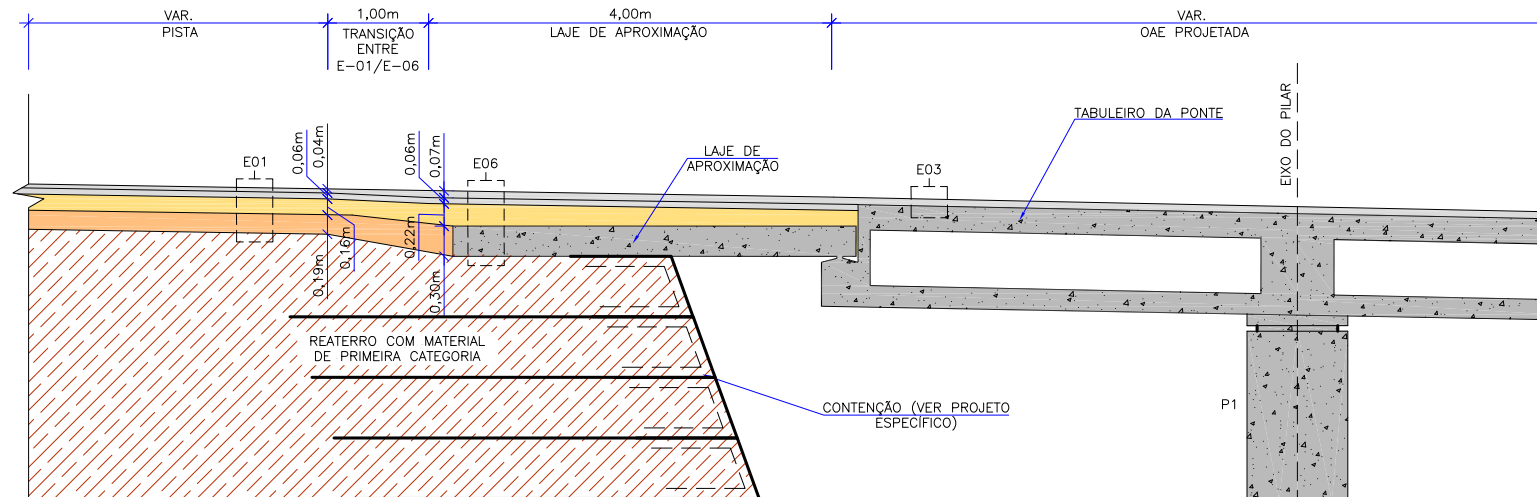 VAR.
PISTA
1,00m
TRANSIÇÃO
ENTRE
E-01/E-06
4,00m
LAJE DE APROXIMAÇÃO
VAR.
OAE PROJETADA
EIXO DO PILAR
TABULEIRO DA PONTE
LAJE DE
APROXIMAÇÃO
E01
0,06m
0,04m
0,06m
0,07m
E06
E03
0,19m
0,16m
0,22m
0,30m
REATERRO COM MATERIAL
DE PRIMEIRA CATEGORIA
CONTENÇÃO (VER PROJETO
ESPECÍFICO)
P1